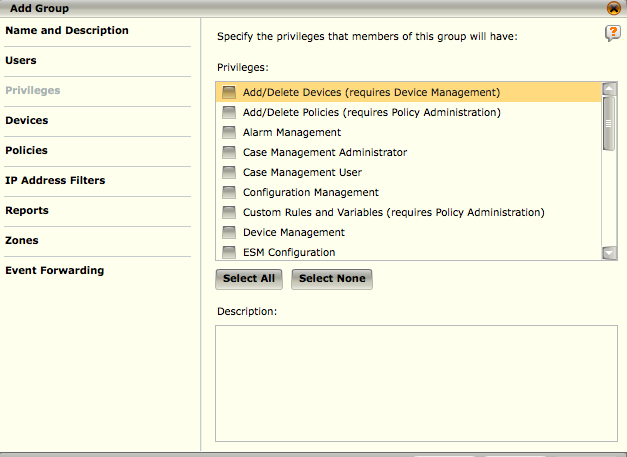 Add Group
Name and Description
Users
Privileges
Devices
Policies
IP Address Filters
Reports
Zones
Event Forwarding
Specify the privileges that members of this group will have:
?
Privileges:
Add/Delete Devices (requires Device Management)
Add/Delete Policies (requires Policy Administration)
Alarm Management
Case Management Administrator
Case Management User
Configuration Management
Custom Rules and Variables (requires Policy Administration)
Device Management
ESM Configuration
Select All
Select None
Description: